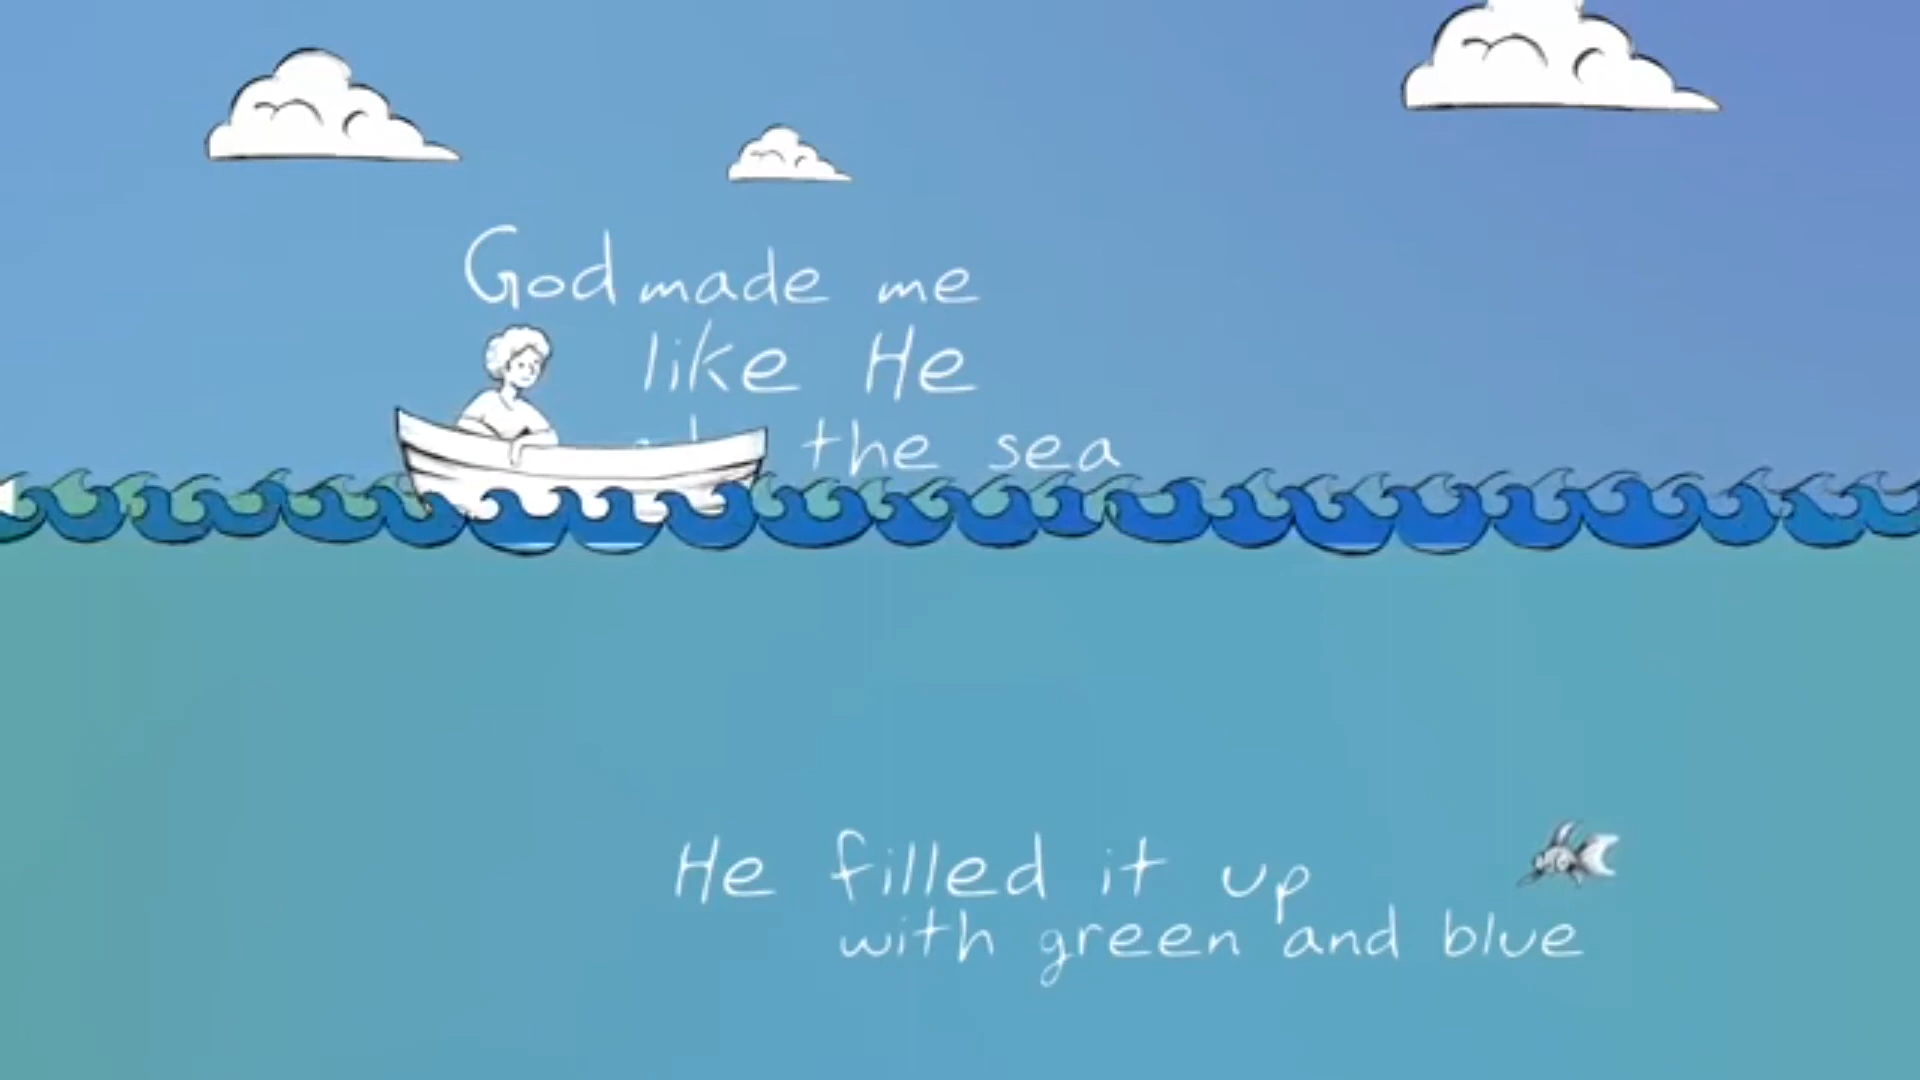 God made me
like He
the sea
He filled it up
with green and blue